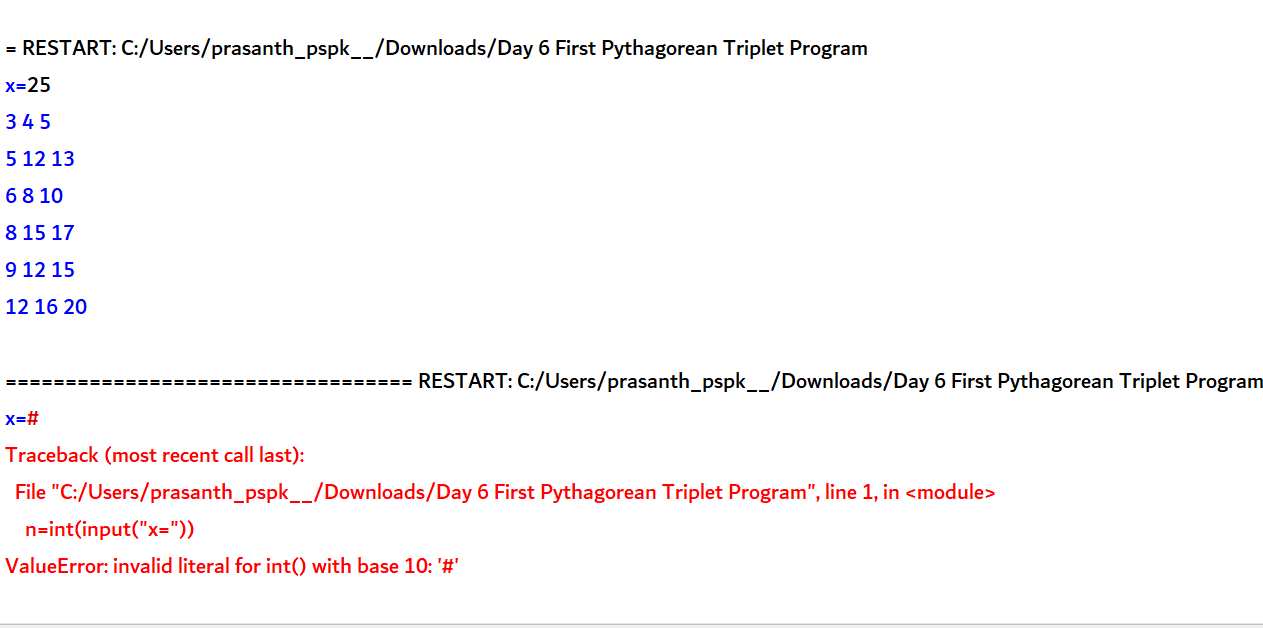 = RESTART: C:/Users/prasanth_pspk__/Downloads/Day 6 First Pythagorean Triplet Program
x=25
3 4 5
5 12 13
6 8 10
8 15 17
9 12 15
12 16 20
================================== RESTART: C:/Users/prasanth_pspk__/Downloads/Day 6 First Pythagorean Triplet Program
x=#
Traceback (most recent call last):
File "C:/Users/prasanth_pspk__/Downloads/Day 6 First Pythagorean Triplet Program", line 1, in <module>
n=int(input("x="))
ValueError: invalid literal for int() with base 10: '#'